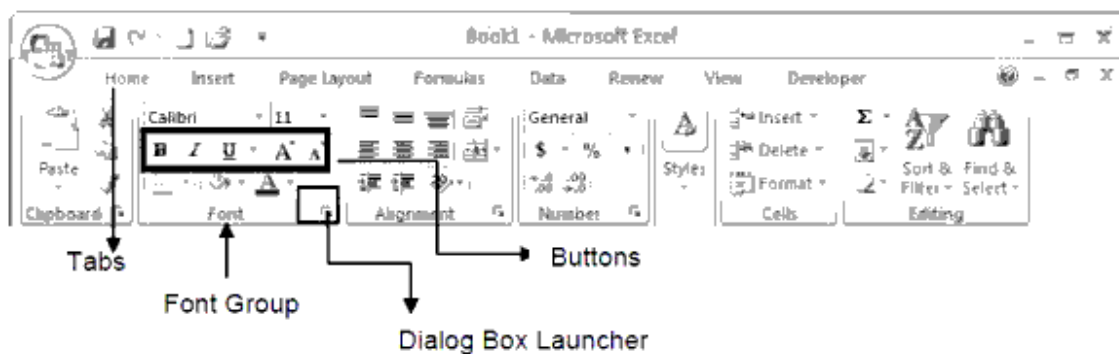 Book1 - Microsoft Excel
Home Insert Page Layout Formulas Data Review View Developer
Calibri 11 General Insert Σ
B I U A A $ % , Delete
Paste Styles Format Sort & Filter Find & Select
A
Clipboard Font Alignment Number Cells Editing
Tabs Buttons
Font Group
Dialog Box Launcher